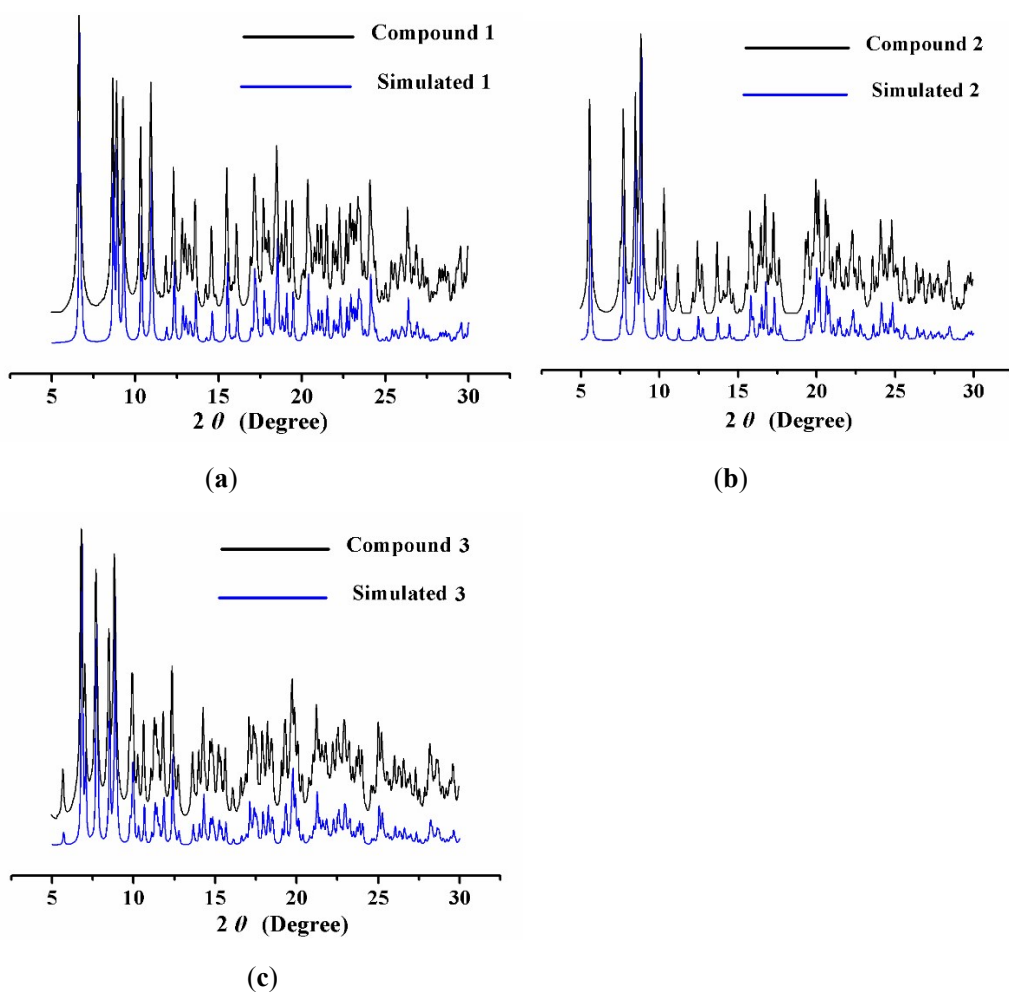 Compound 1
Simulated 1
5 10 15 20 25 30
2 θ (Degree)
(a)
Compound 2
Simulated 2
5 10 15 20 25 30
2 θ (Degree)
(b)
Compound 3
Simulated 3
5 10 15 20 25 30
2 θ (Degree)
(c)